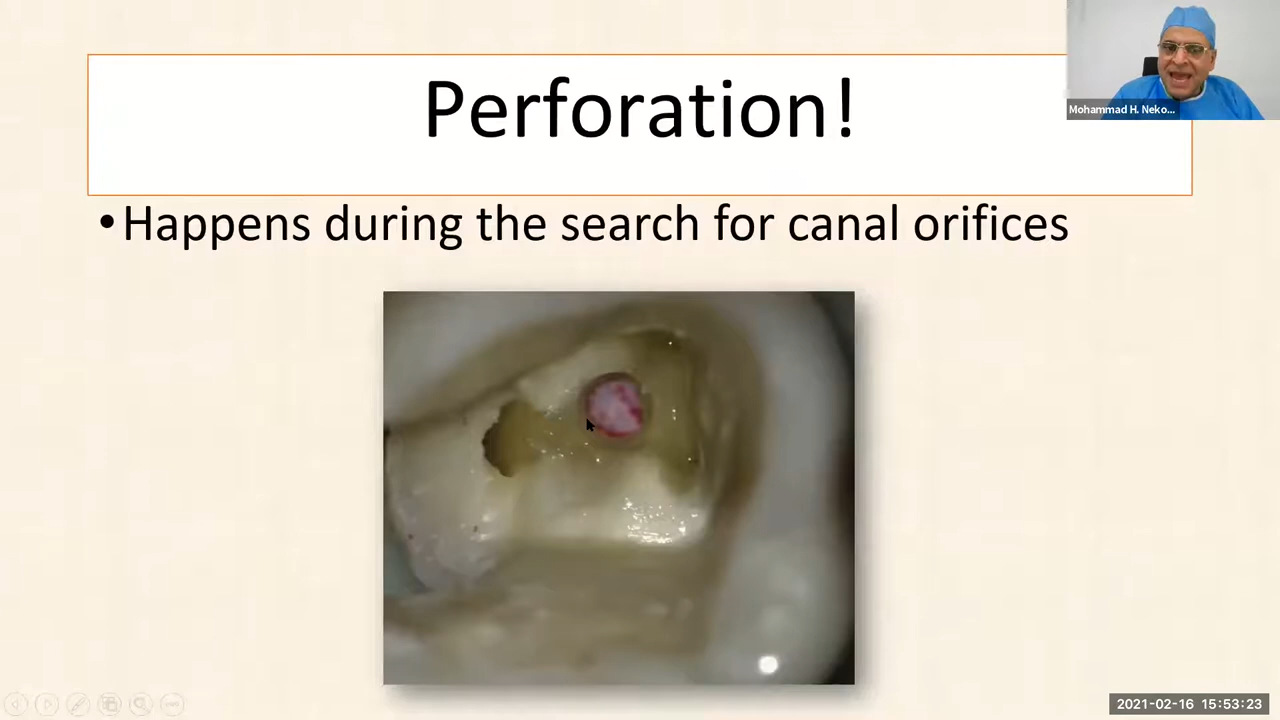 Perforation!
Mohammad H. Neko...
•Happens during the search for canal orifices
2021-02-16 15:53:23